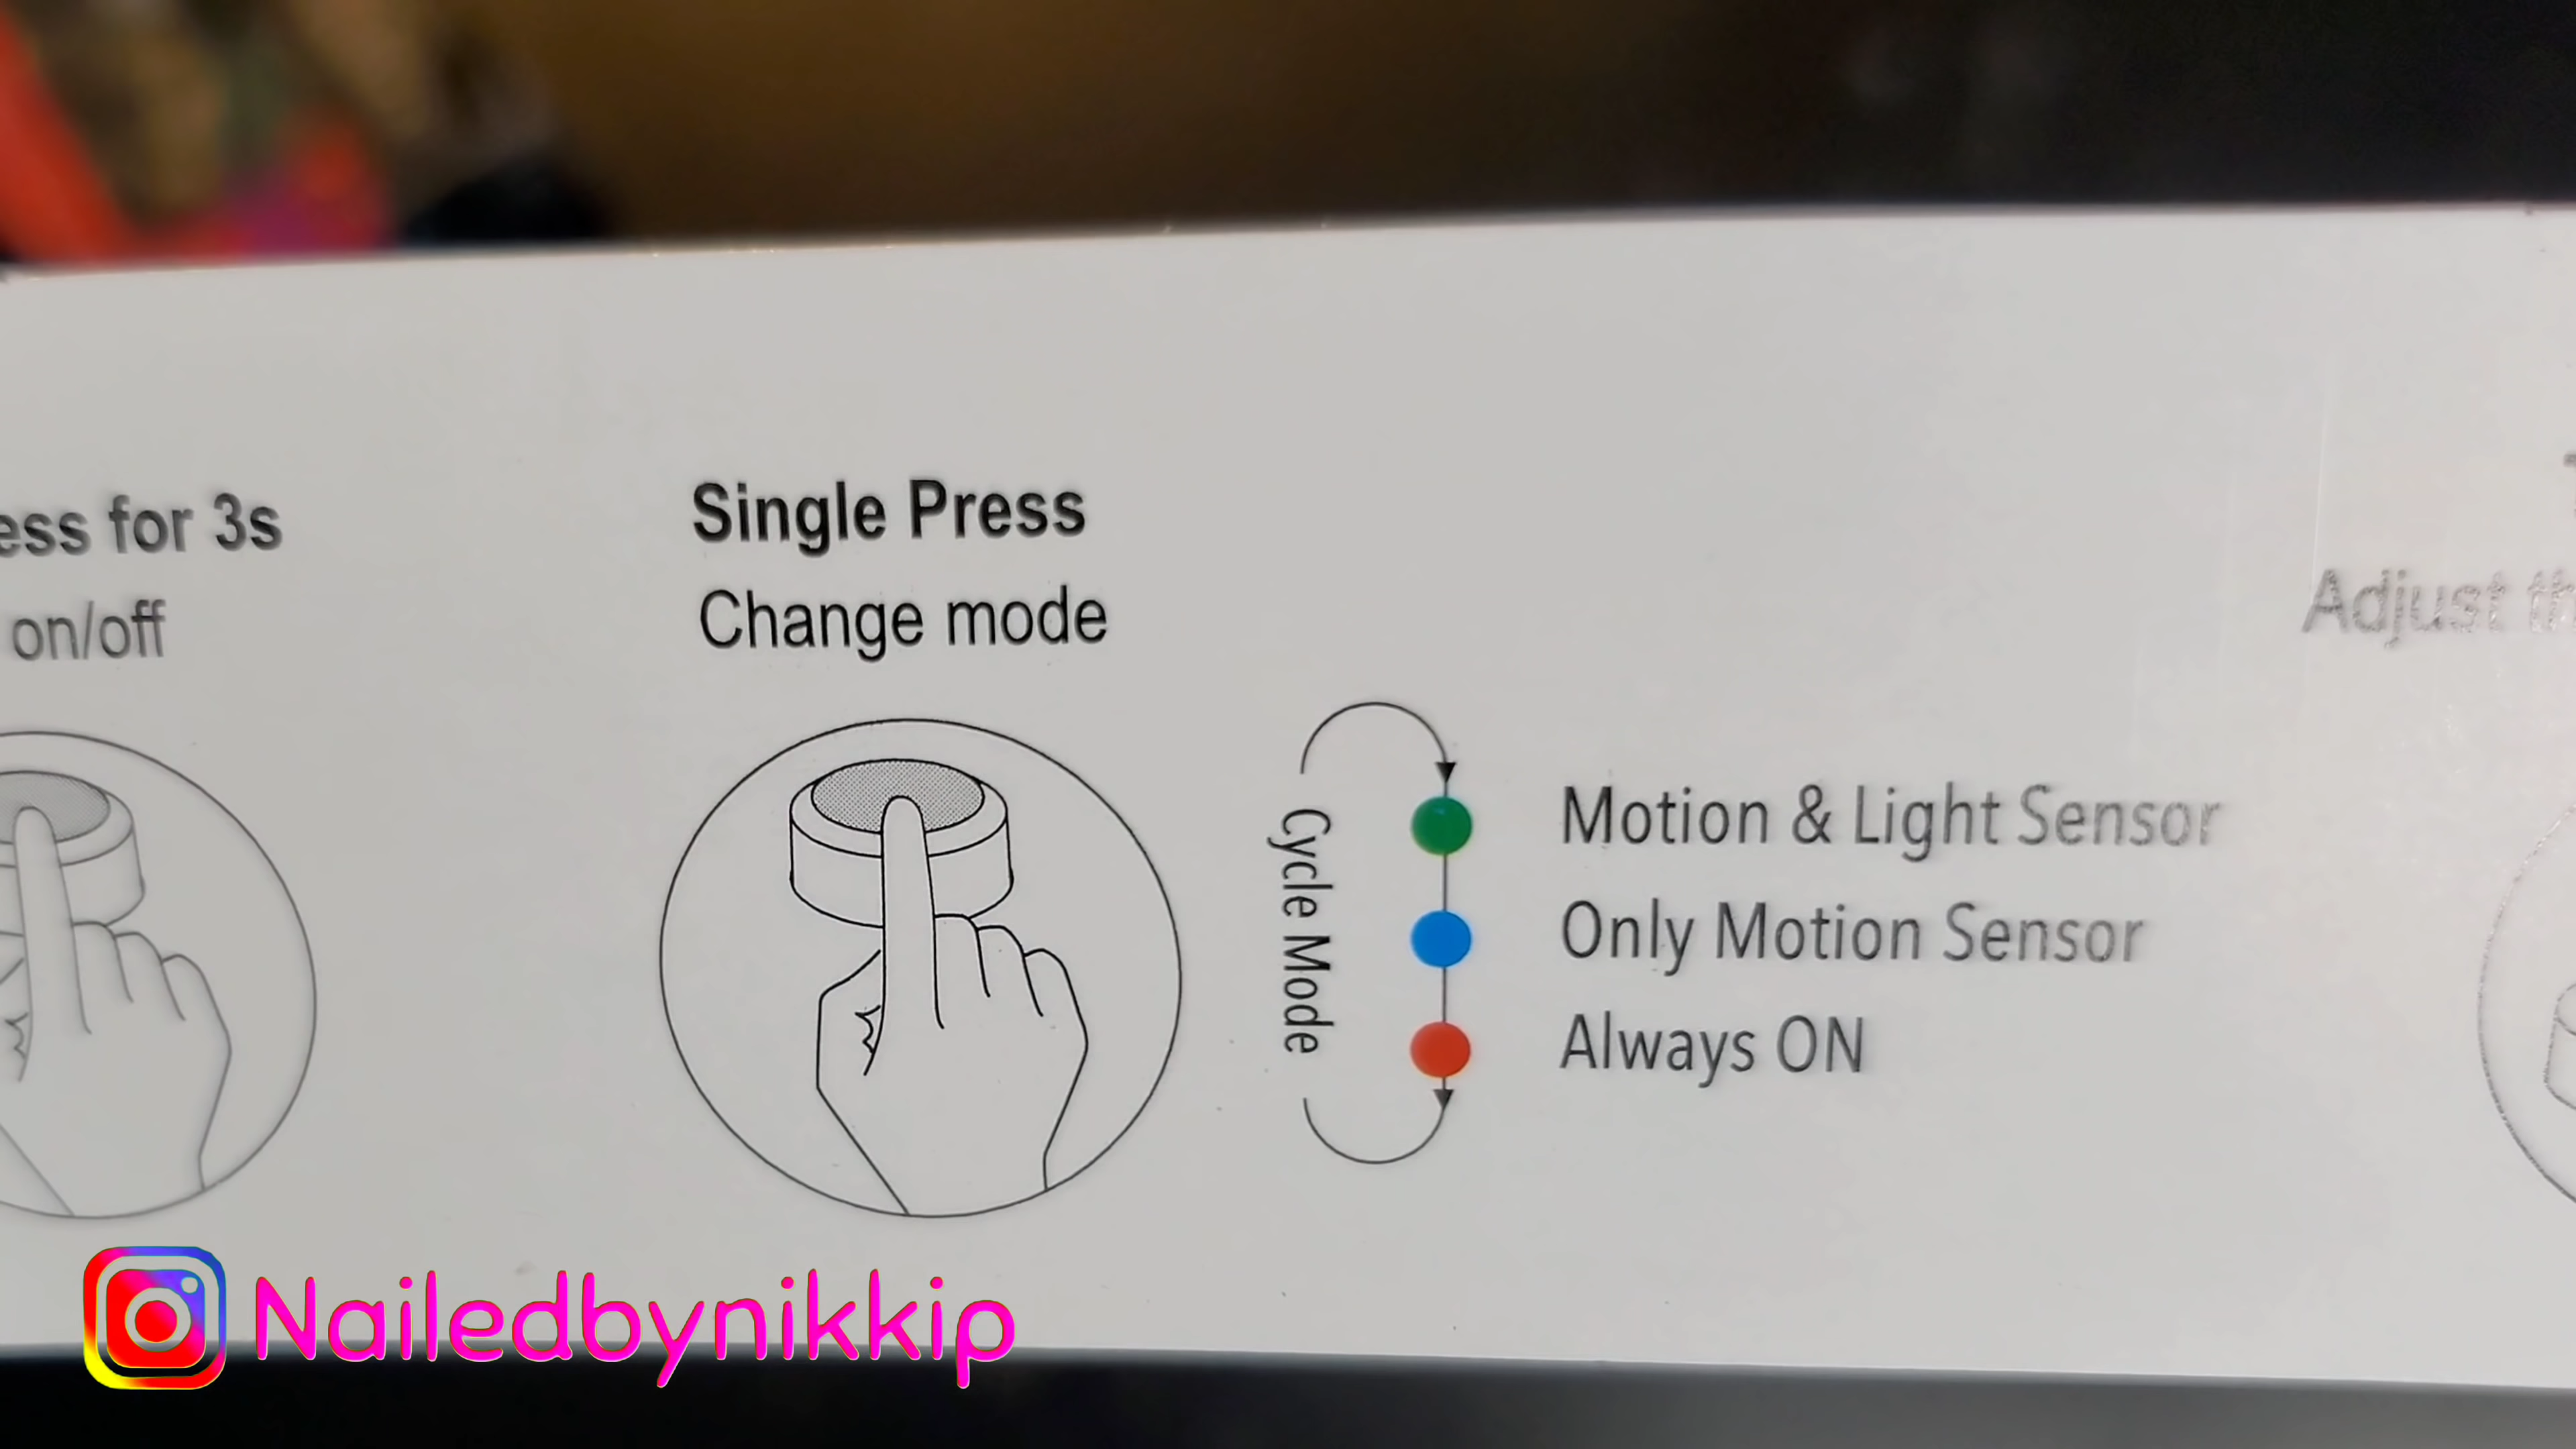 for 3s
on/off
Single Press
Change mode
Cycle Mode
Motion & Light Sensor
Only Motion Sensor
Always ON
Adjust
Nailedbynikkip